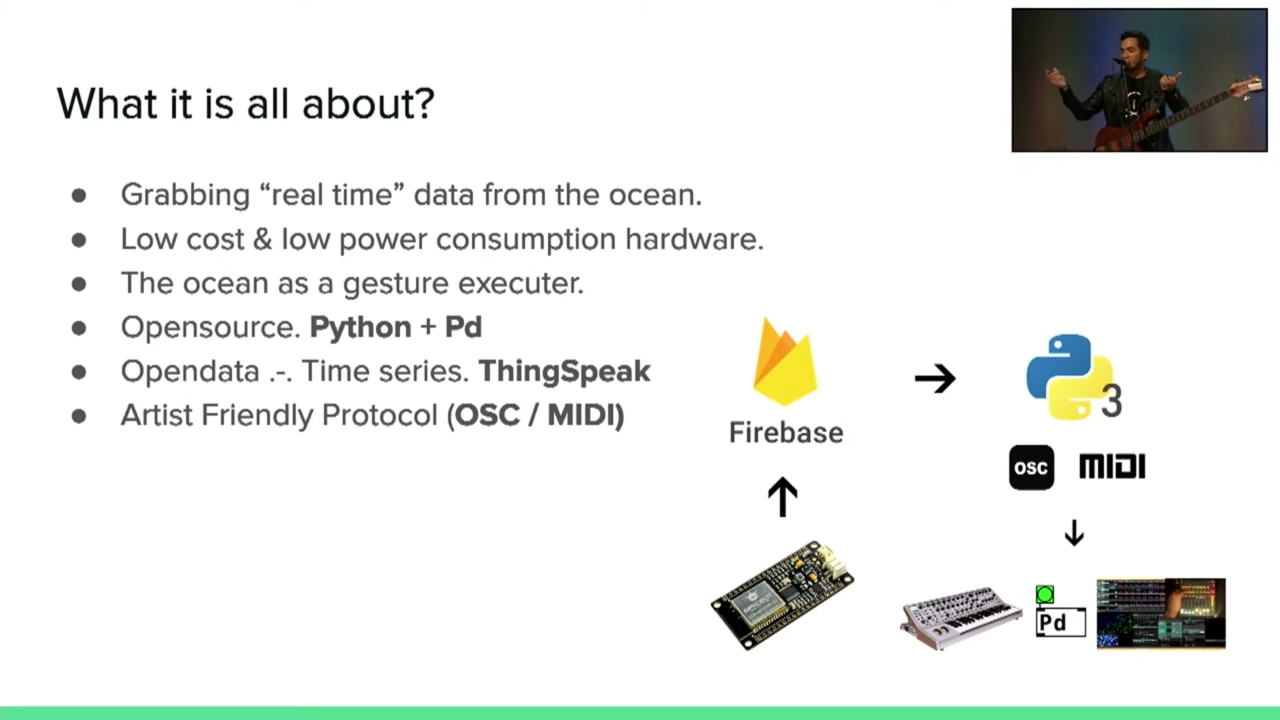 What it is all about?
● Grabbing “real time” data from the ocean.
● Low cost & low power consumption hardware.
● The ocean as a gesture executer.
● Opensource. Python + Pd
● Opendata .-. Time series. ThingSpeak
● Artist Friendly Protocol (OSC / MIDI)
Firebase
3
OSC MIDI
Pd